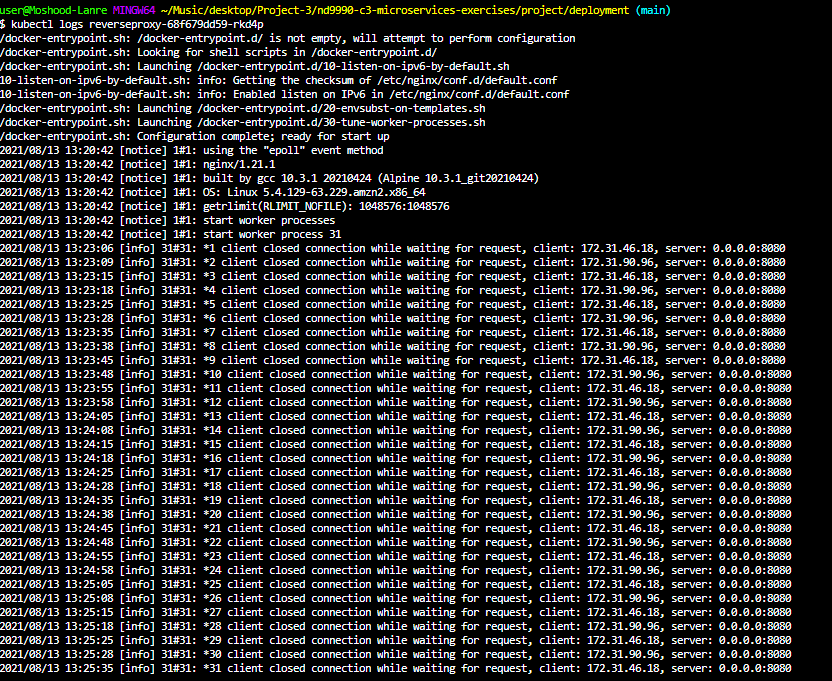 user@Moshood-Lanre MINGW64 ~/Music/desktop/Project-3/nd9990-c3-microservices-exercises/project/deployment (main)
$ kubectl logs reverseproxy-68f679dd59-rkd4p
/docker-entrypoint.sh: /docker-entrypoint.d/ is not empty, will attempt to perform configuration
/docker-entrypoint.sh: Looking for shell scripts in /docker-entrypoint.d/
/docker-entrypoint.sh: Launching /docker-entrypoint.d/10-listen-on-ipv6-by-default.sh
10-listen-on-ipv6-by-default.sh: info: Getting the checksum of /etc/nginx/conf.d/default.conf
10-listen-on-ipv6-by-default.sh: info: Enabled listen on IPv6 in /etc/nginx/conf.d/default.conf
/docker-entrypoint.sh: Launching /docker-entrypoint.d/20-envsubst-on-templates.sh
/docker-entrypoint.sh: Launching /docker-entrypoint.d/30-tune-worker-processes.sh
/docker-entrypoint.sh: Configuration complete; ready for start up
2021/08/13 13:20:42 [notice] 1#1: using the "epoll" event method
2021/08/13 13:20:42 [notice] 1#1: nginx/1.21.1
2021/08/13 13:20:42 [notice] 1#1: built by gcc 10.3.1 20210424 (Alpine 10.3.1_git20210424)
2021/08/13 13:20:42 [notice] 1#1: OS: Linux 5.4.129-63.229.amzn2.x86_64
2021/08/13 13:20:42 [notice] 1#1: getrlimit(RLIMIT_NOFILE): 1048576:1048576
2021/08/13 13:20:42 [notice] 1#1: start worker processes
2021/08/13 13:20:42 [notice] 1#1: start worker process 31
2021/08/13 13:23:06 [info] 31#31: *1 client closed connection while waiting for request, client: 172.31.46.18, server: 0.0.0.0:8080
2021/08/13 13:23:09 [info] 31#31: *2 client closed connection while waiting for request, client: 172.31.90.96, server: 0.0.0.0:8080
2021/08/13 13:23:15 [info] 31#31: *3 client closed connection while waiting for request, client: 172.31.46.18, server: 0.0.0.0:8080
2021/08/13 13:23:18 [info] 31#31: *4 client closed connection while waiting for request, client: 172.31.90.96, server: 0.0.0.0:8080
2021/08/13 13:23:25 [info] 31#31: *5 client closed connection while waiting for request, client: 172.31.46.18, server: 0.0.0.0:8080
2021/08/13 13:23:28 [info] 31#31: *6 client closed connection while waiting for request, client: 172.31.90.96, server: 0.0.0.0:8080
2021/08/13 13:23:35 [info] 31#31: *7 client closed connection while waiting for request, client: 172.31.46.18, server: 0.0.0.0:8080
2021/08/13 13:23:38 [info] 31#31: *8 client closed connection while waiting for request, client: 172.31.90.96, server: 0.0.0.0:8080
2021/08/13 13:23:45 [info] 31#31: *9 client closed connection while waiting for request, client: 172.31.46.18, server: 0.0.0.0:8080
2021/08/13 13:23:48 [info] 31#31: *10 client closed connection while waiting for request, client: 172.31.90.96, server: 0.0.0.0:8080
2021/08/13 13:23:55 [info] 31#31: *11 client closed connection while waiting for request, client: 172.31.46.18, server: 0.0.0.0:8080
2021/08/13 13:23:58 [info] 31#31: *12 client closed connection while waiting for request, client: 172.31.90.96, server: 0.0.0.0:8080
2021/08/13 13:24:05 [info] 31#31: *13 client closed connection while waiting for request, client: 172.31.46.18, server: 0.0.0.0:8080
2021/08/13 13:24:08 [info] 31#31: *14 client closed connection while waiting for request, client: 172.31.90.96, server: 0.0.0.0:8080
2021/08/13 13:24:15 [info] 31#31: *15 client closed connection while waiting for request, client: 172.31.46.18, server: 0.0.0.0:8080
2021/08/13 13:24:18 [info] 31#31: *16 client closed connection while waiting for request, client: 172.31.90.96, server: 0.0.0.0:8080
2021/08/13 13:24:25 [info] 31#31: *17 client closed connection while waiting for request, client: 172.31.46.18, server: 0.0.0.0:8080
2021/08/13 13:24:28 [info] 31#31: *18 client closed connection while waiting for request, client: 172.31.90.96, server: 0.0.0.0:8080
2021/08/13 13:24:35 [info] 31#31: *19 client closed connection while waiting for request, client: 172.31.46.18, server: 0.0.0.0:8080
2021/08/13 13:24:38 [info] 31#31: *20 client closed connection while waiting for request, client: 172.31.90.96, server: 0.0.0.0:8080
2021/08/13 13:24:45 [info] 31#31: *21 client closed connection while waiting for request, client: 172.31.46.18, server: 0.0.0.0:8080
2021/08/13 13:24:48 [info] 31#31: *22 client closed connection while waiting for request, client: 172.31.90.96, server: 0.0.0.0:8080
2021/08/13 13:24:55 [info] 31#31: *23 client closed connection while waiting for request, client: 172.31.46.18, server: 0.0.0.0:8080
2021/08/13 13:24:58 [info] 31#31: *24 client closed connection while waiting for request, client: 172.31.90.96, server: 0.0.0.0:8080
2021/08/13 13:25:05 [info] 31#31: *25 client closed connection while waiting for request, client: 172.31.46.18, server: 0.0.0.0:8080
2021/08/13 13:25:08 [info] 31#31: *26 client closed connection while waiting for request, client: 172.31.90.96, server: 0.0.0.0:8080
2021/08/13 13:25:15 [info] 31#31: *27 client closed connection while waiting for request, client: 172.31.46.18, server: 0.0.0.0:8080
2021/08/13 13:25:18 [info] 31#31: *28 client closed connection while waiting for request, client: 172.31.90.96, server: 0.0.0.0:8080
2021/08/13 13:25:25 [info] 31#31: *29 client closed connection while waiting for request, client: 172.31.46.18, server: 0.0.0.0:8080
2021/08/13 13:25:28 [info] 31#31: *30 client closed connection while waiting for request, client: 172.31.90.96, server: 0.0.0.0:8080
2021/08/13 13:25:35 [info] 31#31: *31 client closed connection while waiting for request, client: 172.31.46.18, server: 0.0.0.0:8080